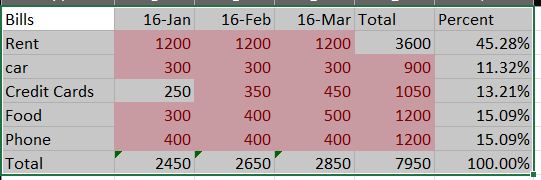 Bills 16-Jan 16-Feb 16-Mar Total Percent
Rent 1200 1200 1200 3600 45.28%
car 300 300 300 900 11.32%
Credit Cards 250 350 450 1050 13.21%
Food 300 400 500 1200 15.09%
Phone 400 400 400 1200 15.09%
Total 2450 2650 2850 7950 100.00%